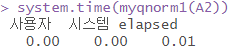 > system.time(myqnorm1(A2))
사용자  시스템 elapsed
0.00    0.00    0.01